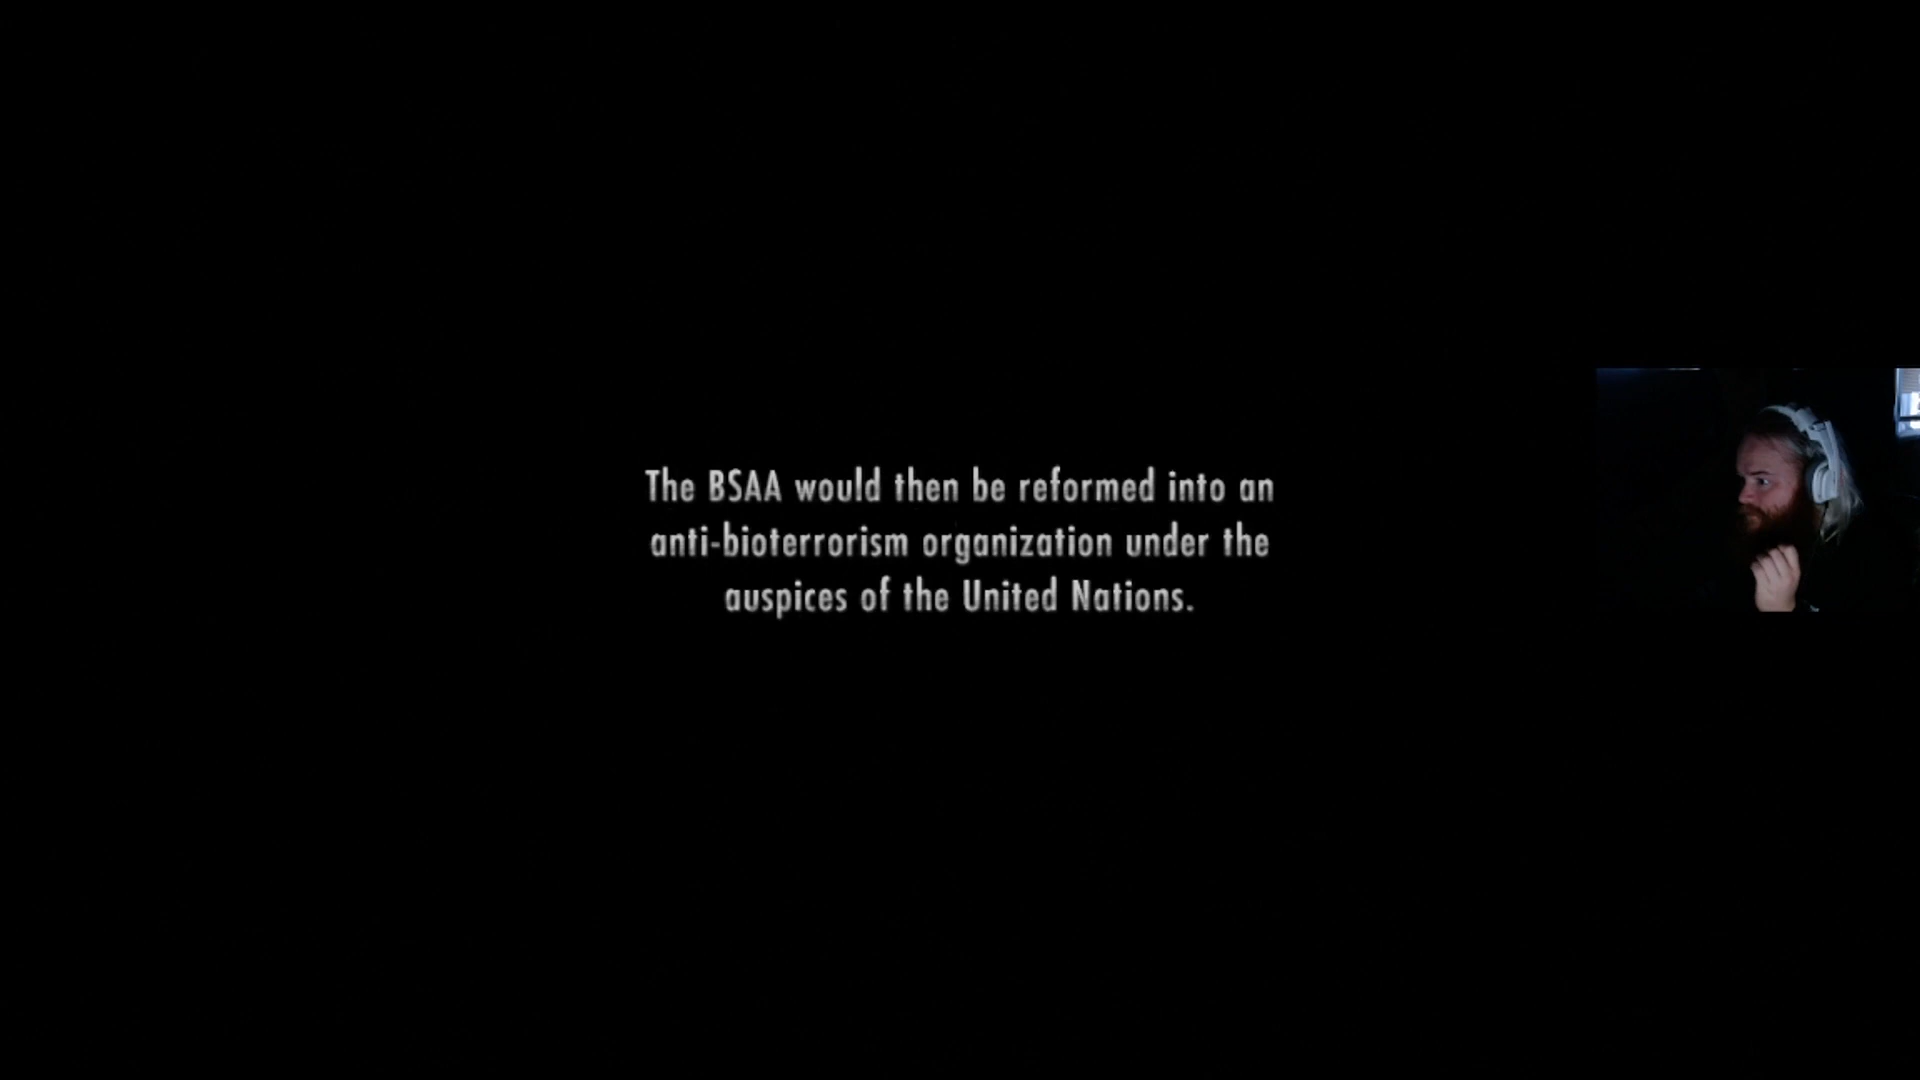 The BSAA would then be reformed into an
anti-bioterrorism organization under the
auspices of the United Nations.